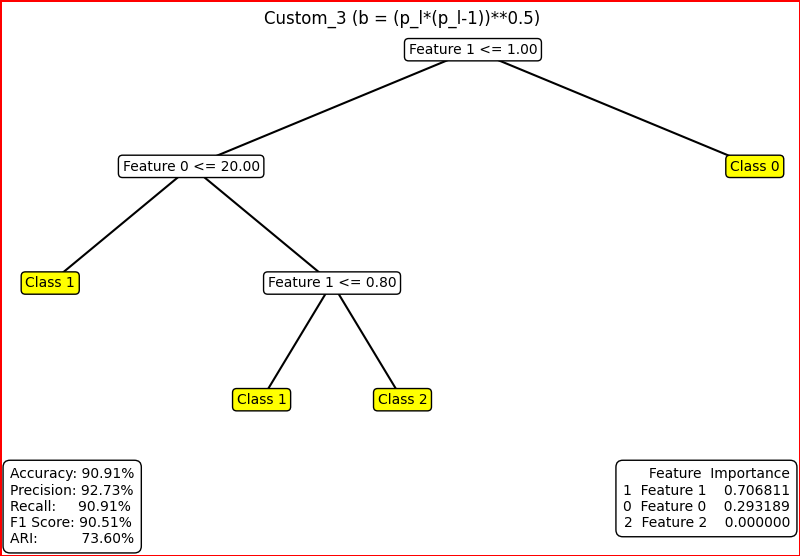 Custom_3 (b = (p_l*(p_l-1))**0.5)
Feature 1 <= 1.00
Feature 0 <= 20.00
Class 0
Class 1
Feature 1 <= 0.80
Class 1
Class 2
Accuracy: 90.91%
Precision: 92.73%
Recall: 90.91%
F1 Score: 90.51%
ARI: 73.60%
Feature Importance
1 Feature 1 0.706811
0 Feature 0 0.293189
2 Feature 2 0.000000